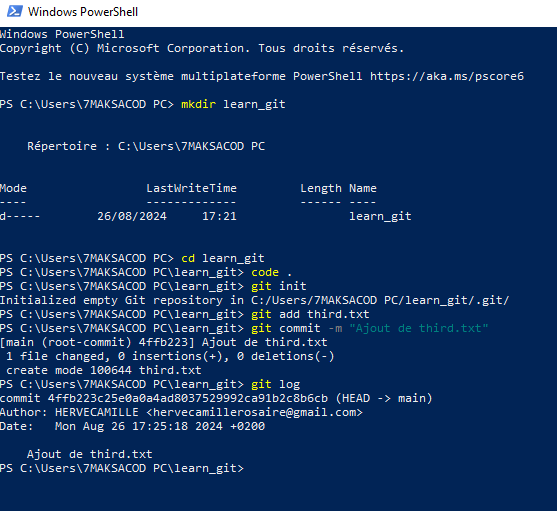 Windows PowerShell
Windows PowerShell
Copyright (C) Microsoft Corporation. Tous droits réservés.
Testez le nouveau système multiplateforme PowerShell https://aka.ms/pscore6
PS C:\Users\7MAKSACOD PC> mkdir learn_git
Répertoire : C:\Users\7MAKSACOD PC
Mode LastWriteTime Length Name
---- ------------- ------ ----
d----- 26/08/2024 17:21 learn_git
PS C:\Users\7MAKSACOD PC> cd learn_git
PS C:\Users\7MAKSACOD PC\learn_git> code .
PS C:\Users\7MAKSACOD PC\learn_git> git init
Initialized empty Git repository in C:/Users/7MAKSACOD PC/learn_git/.git/
PS C:\Users\7MAKSACOD PC\learn_git> git add third.txt
PS C:\Users\7MAKSACOD PC\learn_git> git commit -m "Ajout de third.txt"
[main (root-commit) 4ffb223] Ajout de third.txt
1 file changed, 0 insertions(+), 0 deletions(-)
create mode 100644 third.txt
PS C:\Users\7MAKSACOD PC\learn_git> git log
commit 4ffb223c25e0a0a4ad8037529992ca91b2c8b6cb (HEAD -> main)
Author: HERVECAMILLE <hervecamillerosaire@gmail.com>
Date: Mon Aug 26 17:25:18 2024 +0200
Ajout de third.txt
PS C:\Users\7MAKSACOD PC\learn_git>